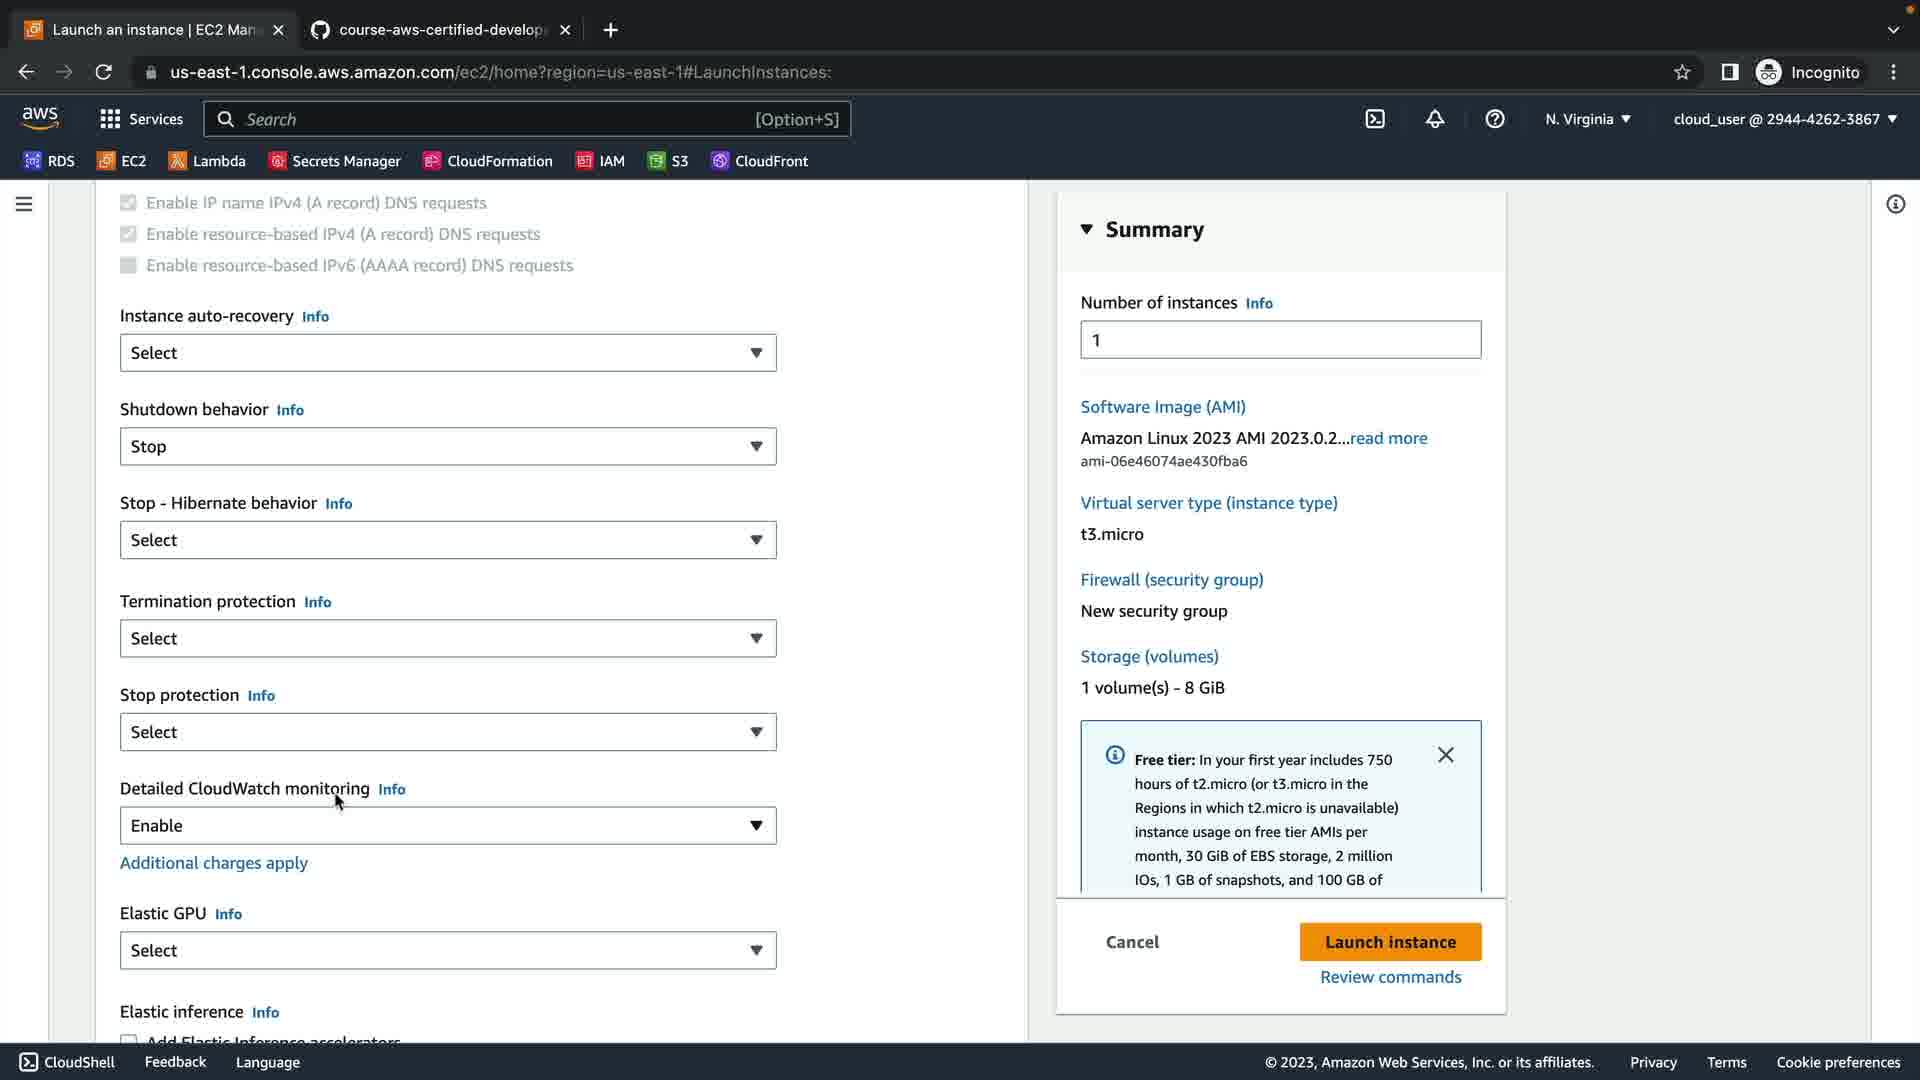 Launch an instance | EC2 Man
course-aws-certified-develop
us-east-1.console.aws.amazon.com/ec2/home?region=us-east-1#LaunchInstances:
Incognito
aws
Services
Search
[Option+S]
N. Virginia
cloud_user @ 2944-4262-3867
RDS
EC2
Lambda
Secrets Manager
CloudFormation
IAM
S3
CloudFront
Enable IP name IPv4 (A record) DNS requests
Enable resource-based IPv4 (A record) DNS requests
Enable resource-based IPv6 (AAAA record) DNS requests
Instance auto-recovery Info
Select
Shutdown behavior Info
Stop
Stop - Hibernate behavior Info
Select
Termination protection Info
Select
Stop protection Info
Select
Detailed CloudWatch monitoring Info
Enable
Additional charges apply
Elastic GPU Info
Select
Elastic inference Info
Add Elastic Inference accelerators
Summary
Number of instances Info
1
Software Image (AMI)
Amazon Linux 2023 AMI 2023.0.2...read more
ami-06e46074ae430fba6
Virtual server type (instance type)
t3.micro
Firewall (security group)
New security group
Storage (volumes)
1 volume(s) - 8 GiB
Free tier: In your first year includes 750
hours of t2.micro (or t3.micro in the
Regions in which t2.micro is unavailable)
instance usage on free tier AMIs per
month, 30 GiB of EBS storage, 2 million
IOs, 1 GB of snapshots, and 100 GB of
Cancel
Launch instance
Review commands
CloudShell
Feedback
Language
© 2023, Amazon Web Services, Inc. or its affiliates.
Privacy
Terms
Cookie preferences